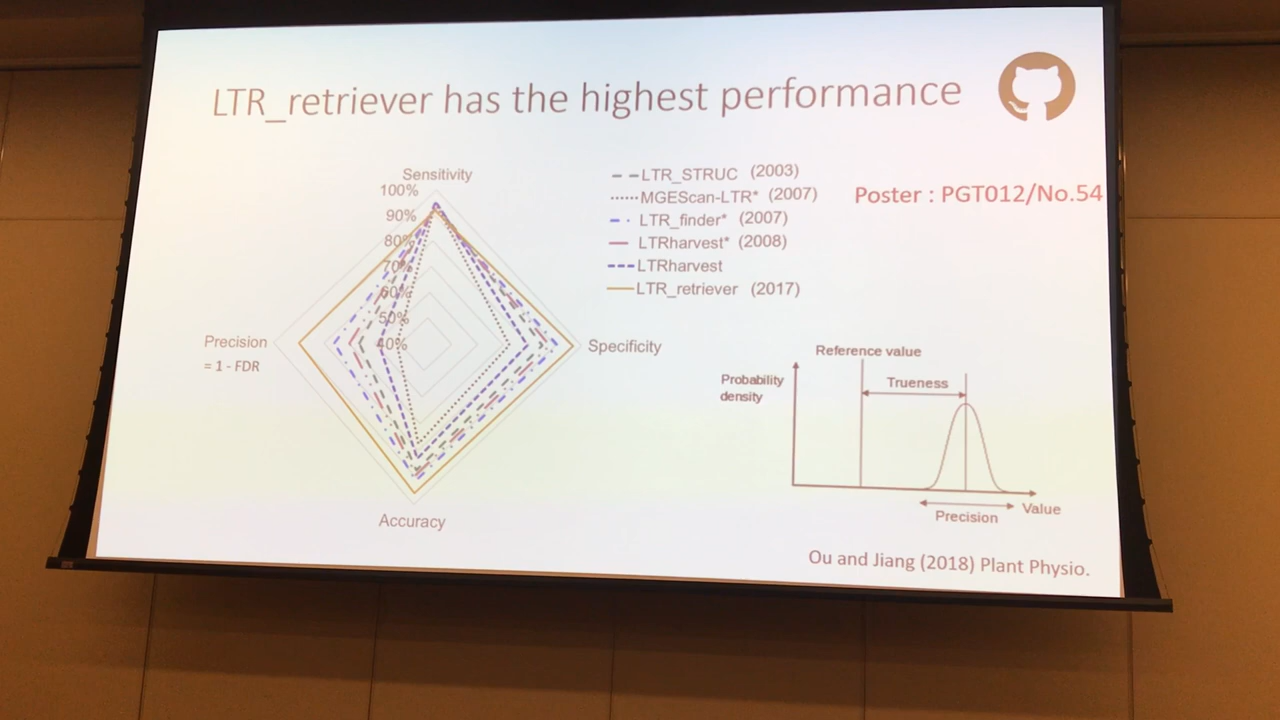 LTR_retriever has the highest performance
Sensitivity
100%
90%
80%
70%
60%
50%
40%
Precision
= 1 - FDR
Specificity
Accuracy
LTR_STRUC (2003)
MGEScan-LTR* (2007)
LTR_finder* (2007)
LTRharvest* (2008)
LTRharvest
LTR_retriever (2017)
Poster : PGT012/No.54
Reference value
Probability
density
Trueness
Value
Precision
Ou and Jiang (2018) Plant Physio.